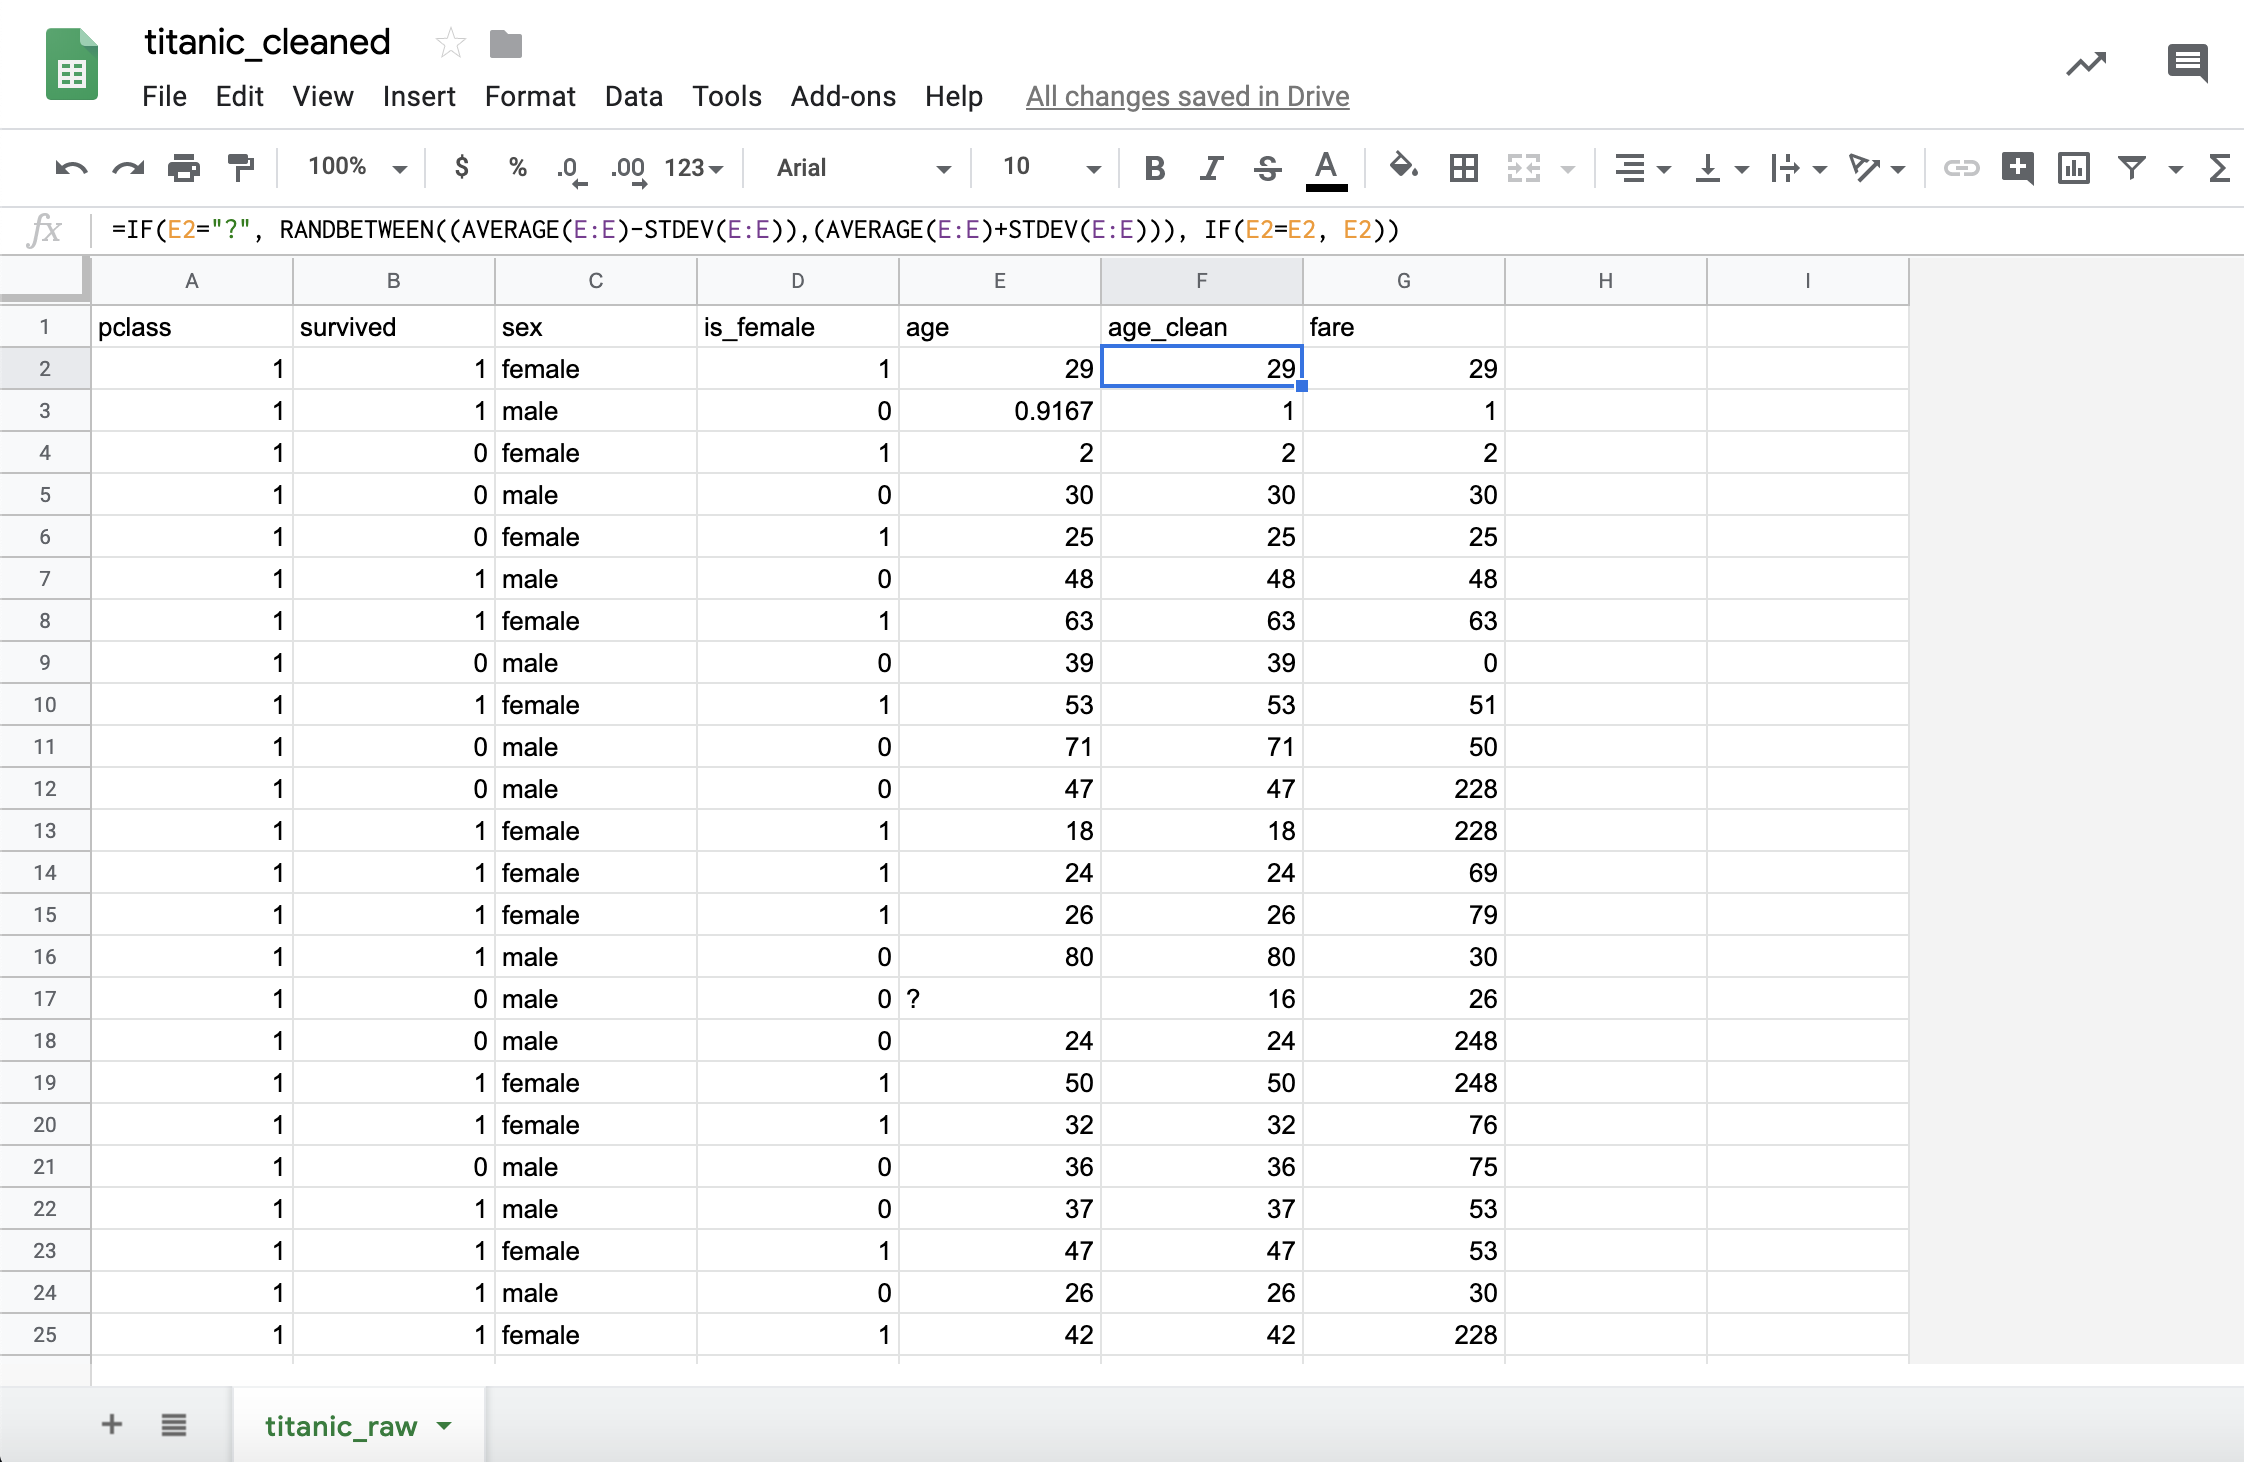 titanic_cleaned
File Edit View Insert Format Data Tools Add-ons Help All changes saved in Drive
100% $ % .0 .00 123 Arial 10 B I S A Σ
fx =IF(E2="?", RANDBETWEEN((AVERAGE(E:E)-STDEV(E:E)),(AVERAGE(E:E)+STDEV(E:E))), IF(E2=E2, E2))
A B C D E F G H I
1 pclass survived sex is_female age age_clean fare
2 1 1 female 1 29 29 29
3 1 1 male 0 0.9167 1 1
4 1 0 female 1 2 2 2
5 1 0 male 0 30 30 30
6 1 0 female 1 25 25 25
7 1 1 male 0 48 48 48
8 1 1 female 1 63 63 63
9 1 0 male 0 39 39 0
10 1 1 female 1 53 53 51
11 1 0 male 0 71 71 50
12 1 0 male 0 47 47 228
13 1 1 female 1 18 18 228
14 1 1 female 1 24 24 69
15 1 1 female 1 26 26 79
16 1 1 male 0 80 80 30
17 1 0 male 0 ? 16 26
18 1 0 male 0 24 24 248
19 1 1 female 1 50 50 248
20 1 1 female 1 32 32 76
21 1 0 male 0 36 36 75
22 1 1 male 0 37 37 53
23 1 1 female 1 47 47 53
24 1 1 male 0 26 26 30
25 1 1 female 1 42 42 228
titanic_raw